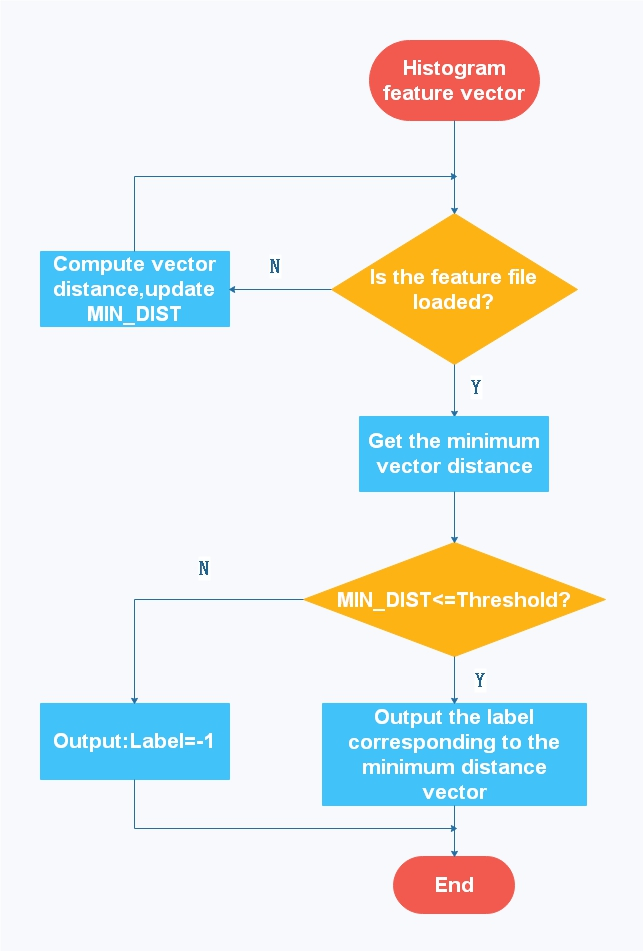 Histogram
feature vector
Is the feature file
loaded?
N
Compute vector
distance,update
MIN_DIST
Y
Get the minimum
vector distance
MIN_DIST<=Threshold?
N
Y
Output:Label=-1
Output the label
corresponding to the
minimum distance
vector
End